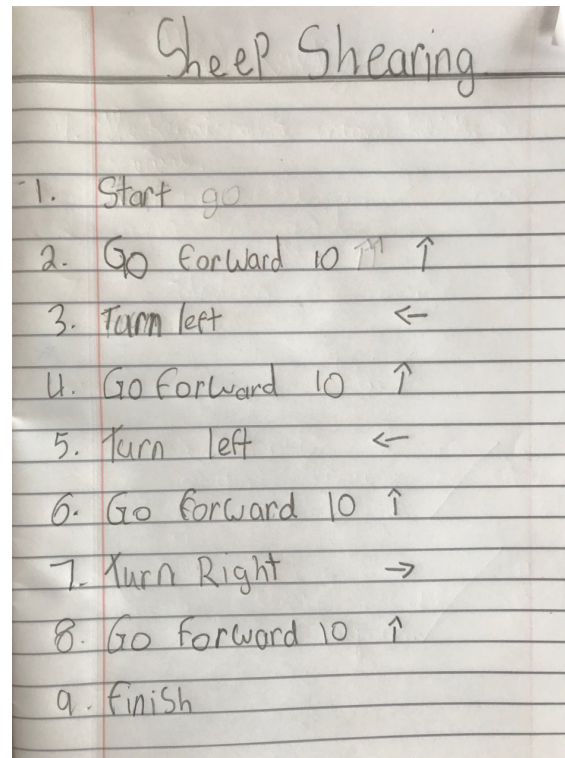 Sheep Shearing
1. Start go
2. Go forward 10 ↑↑ ↑
3. Turn left ←
4. Go forward 10 ↑
5. Turn left ←
6. Go forward 10 ↑
7. Turn Right →
8. Go forward 10 ↑
9. finish